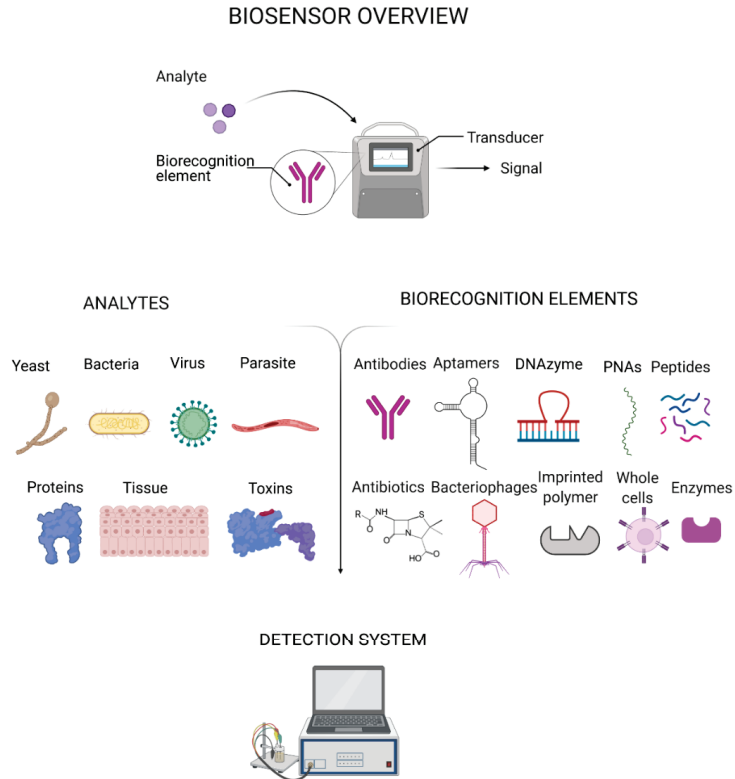 BIOSENSOR OVERVIEW
Analyte
Biorecognition
element
Transducer
Signal
ANALYTES
BIORECOGNITION ELEMENTS
Yeast
Bacteria
Virus
Parasite
Antibodies
Aptamers
DNAzyme
PNAs
Peptides
Proteins
Tissue
Toxins
Antibiotics
Bacteriophages
Imprinted
polymer
Whole
cells
Enzymes
R
NH
S
O
N
O
O
HO
DETECTION SYSTEM